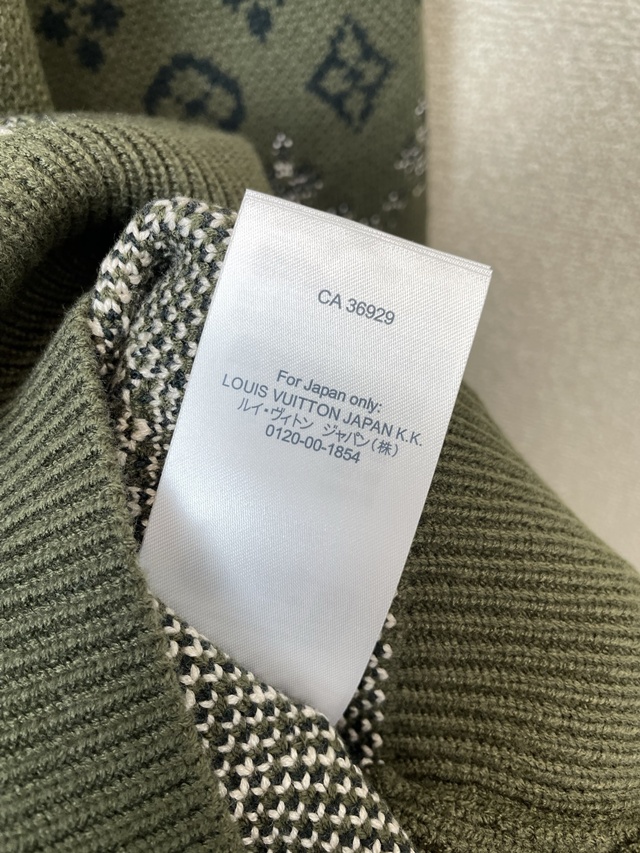 CA 36929
For Japan only:
LOUIS VUITTON JAPAN K.K.
ルイ・ヴィトン ジャパン(株)
0120-00-1854